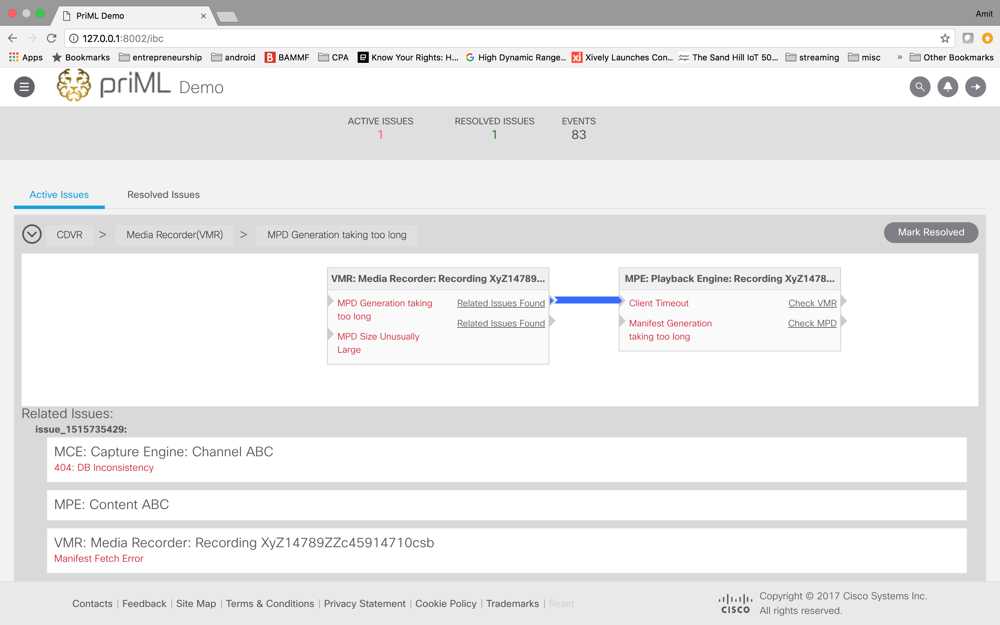 PriML Demo
Amit
127.0.0.1:8002/ibc
Apps Bookmarks entrepreneurship android BAMMF CPA Know Your Rights: H... High Dynamic Range... Xively Launches Con... The Sand Hill IoT 50... streaming misc » Other Bookmarks
priML Demo
ACTIVE ISSUES RESOLVED ISSUES EVENTS
1 1 83
Active Issues Resolved Issues
CDVR > Media Recorder(VMR) > MPD Generation taking too long Mark Resolved
VMR: Media Recorder: Recording XyZ14789...
MPD Generation taking
too long
MPD Size Unusually
Large
Related Issues Found
Related Issues Found
MPE: Playback Engine: Recording XyZ1478...
Client Timeout
Manifest Generation
taking too long
Check VMR
Check MPD
Related Issues:
issue_1515735429:
MCE: Capture Engine: Channel ABC
404: DB Inconsistency
MPE: Content ABC
VMR: Media Recorder: Recording XyZ14789ZZc45914710csb
Manifest Fetch Error
Contacts | Feedback | Site Map | Terms & Conditions | Privacy Statement | Cookie Policy | Trademarks | Reset
CISCO
Copyright © 2017 Cisco Systems Inc.
All rights reserved.